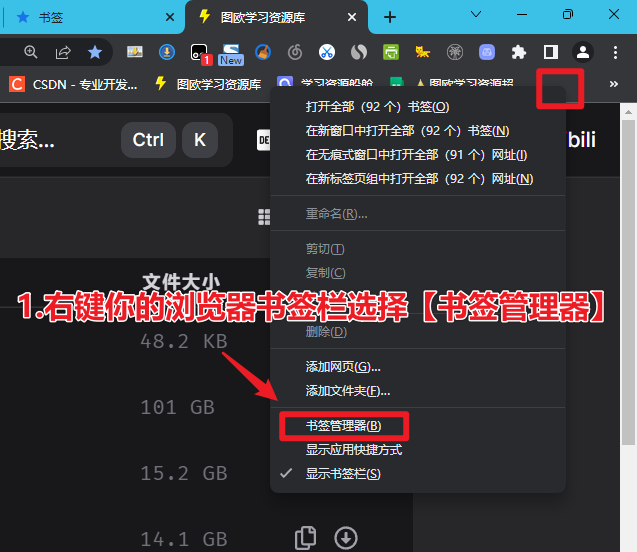 书签
图欧学习资源库
1
New
CSDN - 专业开发...
图欧学习资源库
学习资源船舱
图欧学习资源招
»
搜索...
Ctrl
K
bili
打开全部（92 个）书签(O)
在新窗口中打开全部（92 个）书签(N)
在无痕式窗口中打开全部（91 个）网址(I)
在新标签页组中打开全部（92 个）网址(N)
重命名(R)...
剪切(T)
复制(C)
文件大小
1.右键你的浏览器书签栏选择【书签管理器】
删除(D)
48.2 KB
添加网页(G)...
添加文件夹(F)...
101 GB
书签管理器(B)
显示应用快捷方式
显示书签栏(S)
15.2 GB
14.1 GB